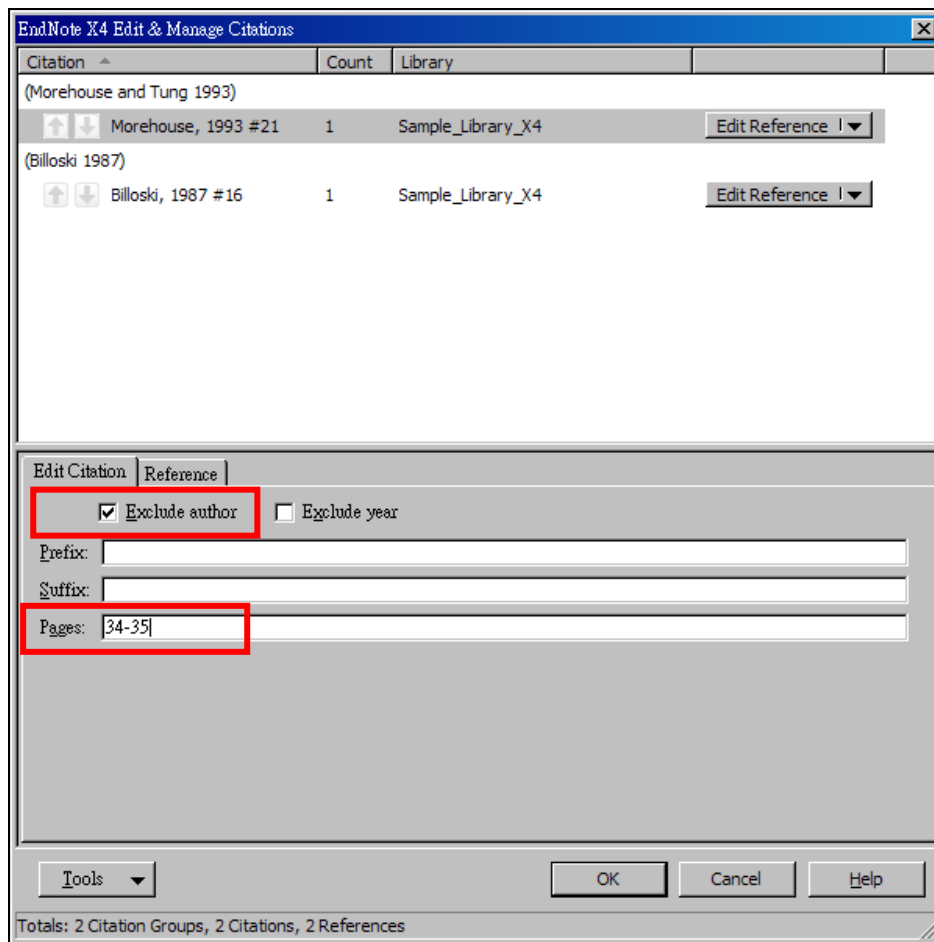 EndNote X4 Edit & Manage Citations
Citation Count Library
(Morehouse and Tung 1993)
Morehouse, 1993 #21 1 Sample_Library_X4 Edit Reference
(Billoski 1987)
Billoski, 1987 #16 1 Sample_Library_X4 Edit Reference
Edit Citation Reference
Exclude author Exclude year
Prefix:
Suffix:
Pages: 34-35
Tools OK Cancel Help
Totals: 2 Citation Groups, 2 Citations, 2 References